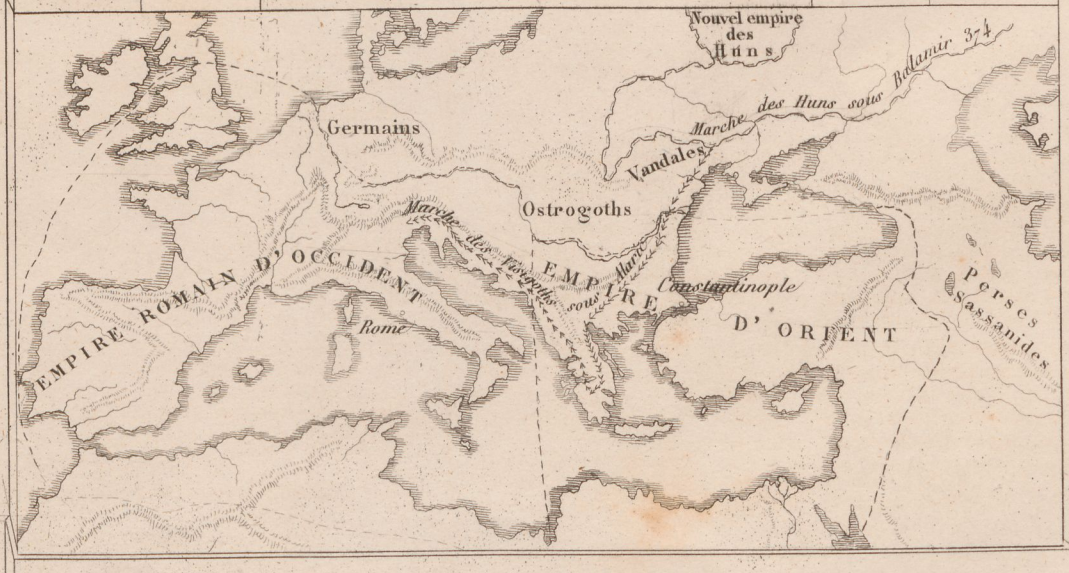 Nouvel empire
des
Huns
Marche des Huns sous Balamir 374
Germains
Vandales
Ostrogoths
Marche des Visigoths sous Alaric
EMPIRE ROMAIN D'OCCIDENT
EMPIRE
D'ORIENT
Constantinople
Rome
Perses
Sassanides